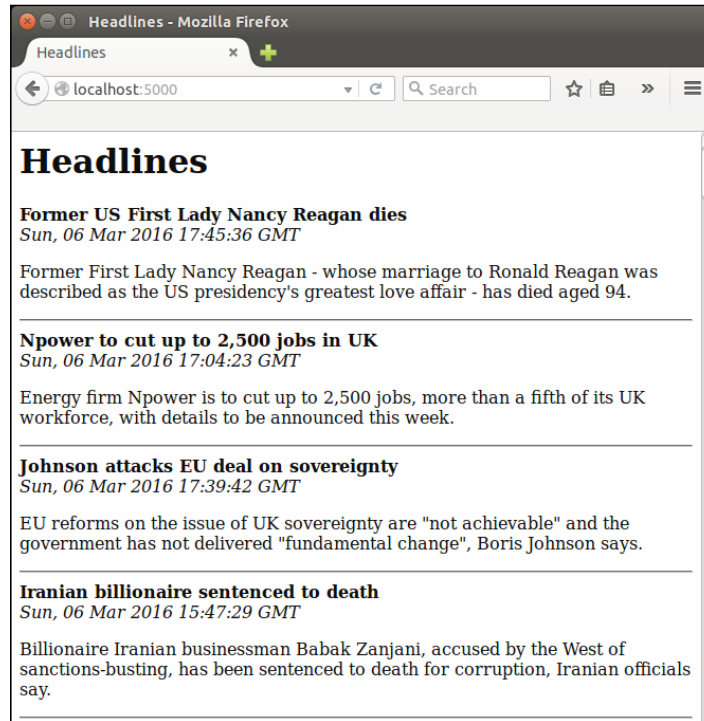 Headlines - Mozilla Firefox
Headlines
localhost:5000
Search
Headlines
Former US First Lady Nancy Reagan dies
Sun, 06 Mar 2016 17:45:36 GMT
Former First Lady Nancy Reagan - whose marriage to Ronald Reagan was
described as the US presidency's greatest love affair - has died aged 94.
Npower to cut up to 2,500 jobs in UK
Sun, 06 Mar 2016 17:04:23 GMT
Energy firm Npower is to cut up to 2,500 jobs, more than a fifth of its UK
workforce, with details to be announced this week.
Johnson attacks EU deal on sovereignty
Sun, 06 Mar 2016 17:39:42 GMT
EU reforms on the issue of UK sovereignty are "not achievable" and the
government has not delivered "fundamental change", Boris Johnson says.
Iranian billionaire sentenced to death
Sun, 06 Mar 2016 15:47:29 GMT
Billionaire Iranian businessman Babak Zanjani, accused by the West of
sanctions-busting, has been sentenced to death for corruption, Iranian officials
say.